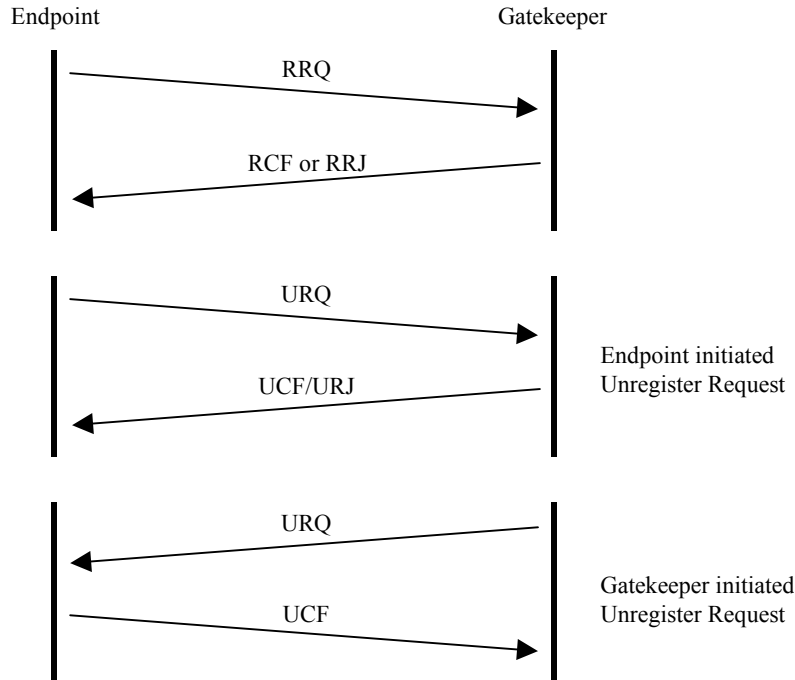 Endpoint
Gatekeeper
RRQ
RCF or RRJ
URQ
Endpoint initiated
Unregister Request
UCF/URJ
URQ
Gatekeeper initiated
Unregister Request
UCF